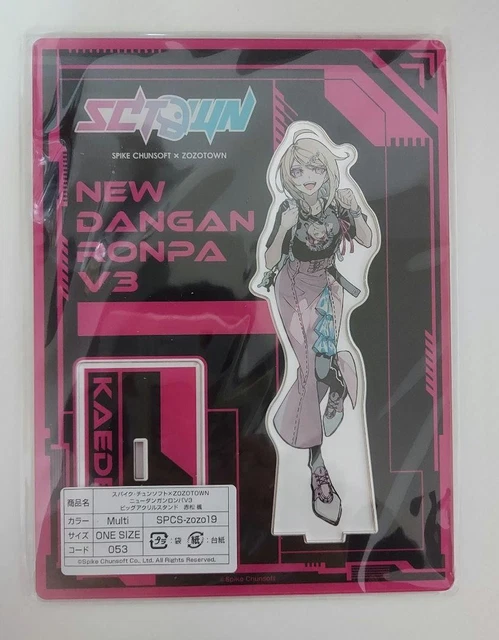 SCTOWN
SPIKE CHUNSOFT × ZOZOTOWN
NEW
DANGAN
RONPA
V3
KAEDE
商品名
スパイク・チュンソフト×ZOZOTOWN
ニューダンガンロンパV3
ビッグアクリルスタンド 赤松 楓
カラー Multi SPCS-zozo19
サイズ ONE SIZE プラ : 袋 紙 : 台紙
コード 053
©Spike Chunsoft Co., Ltd. All Rights Reserved.
©Spike Chunsoft